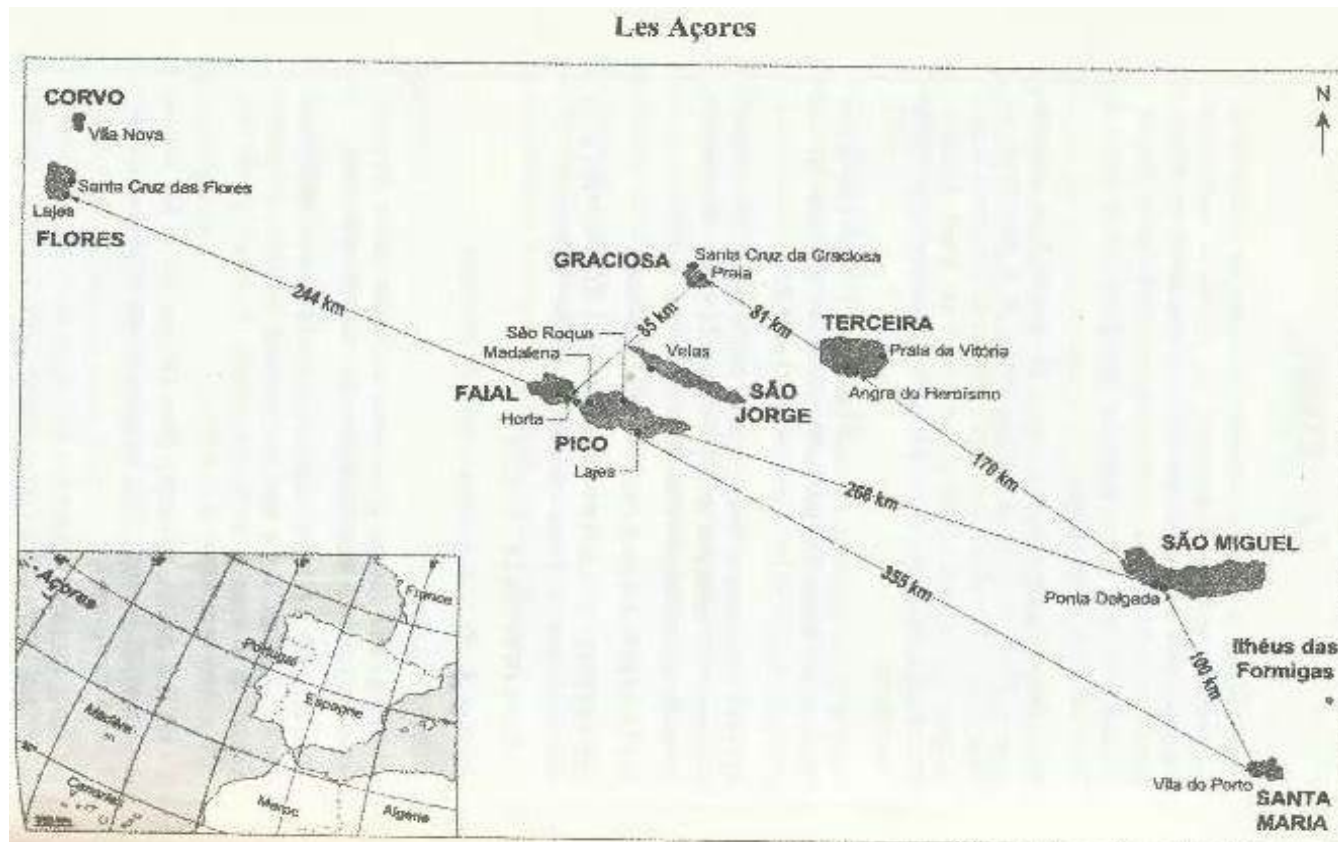 Les Açores
N
CORVO
Vila Nova
Santa Cruz das Flores
Lajes
FLORES
244 km
GRACIOSA
Santa Cruz da Graciosa
Praia
85 km
81 km
São Roque
Madalena
Velas
TERCEIRA
Praia da Vitória
Angra do Heroísmo
FAIAL
Horta
PICO
Lajes
SÃO
JORGE
170 km
268 km
355 km
SÃO MIGUEL
Ponta Delgada
100 km
Ilhéus das
Formigas
Vila do Porto
SANTA
MARIA
Açores
France
Portugal
Espagne
Madère
Canaries
Maroc
Algérie